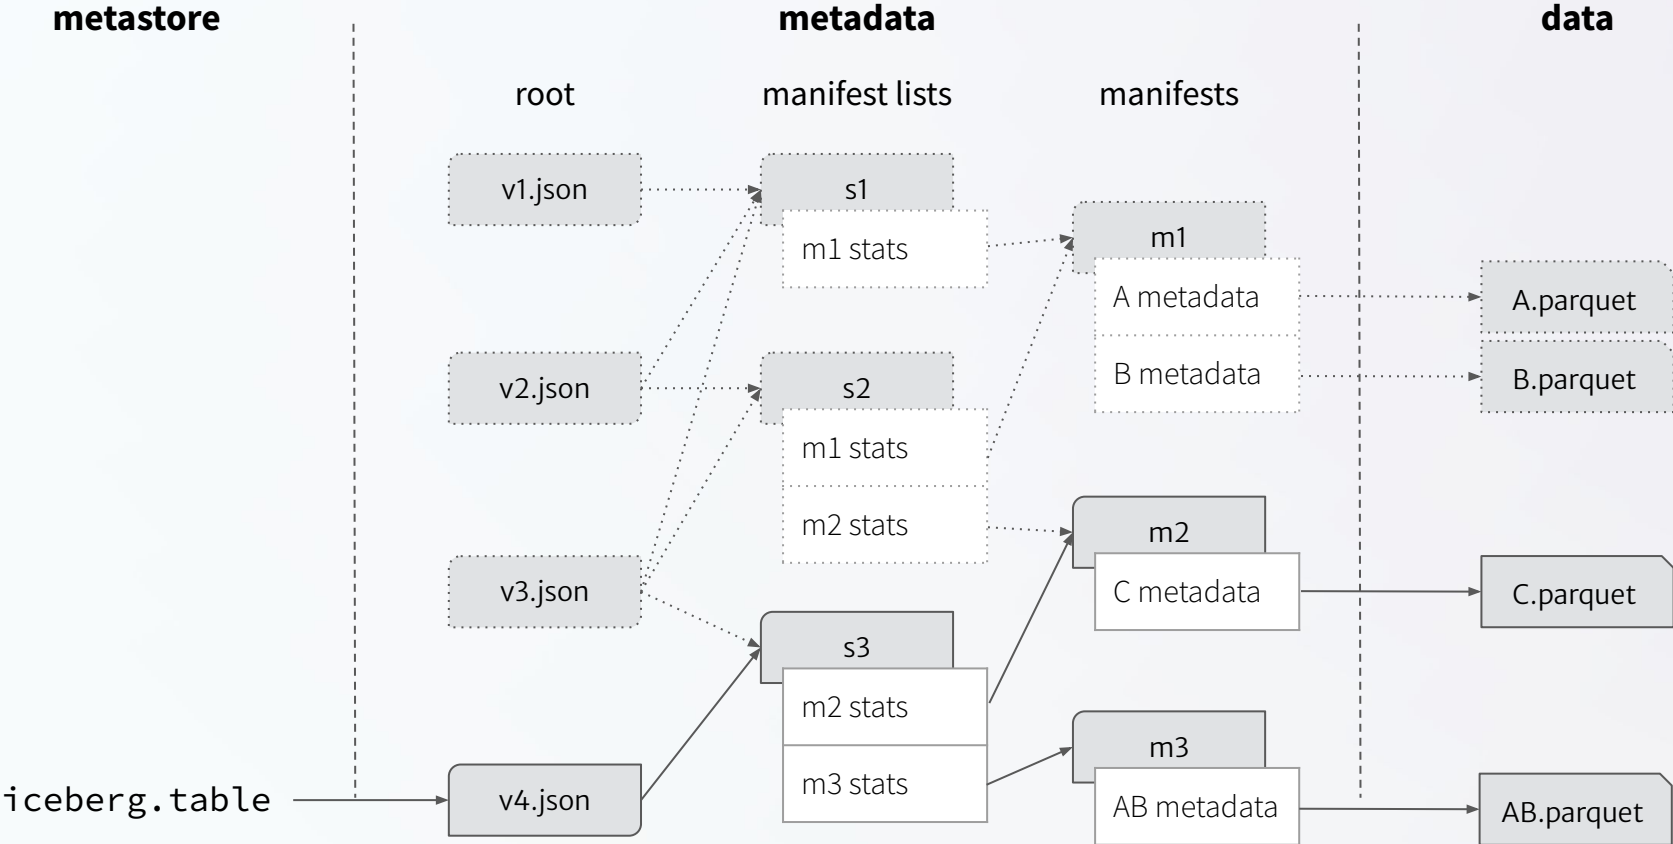 metastore
metadata
data
root
manifest lists
manifests
v1.json
s1
m1 stats
m1
A metadata
A.parquet
B metadata
B.parquet
v2.json
s2
m1 stats
m2 stats
m2
C metadata
C.parquet
v3.json
s3
m2 stats
m3 stats
m3
AB metadata
AB.parquet
iceberg.table
v4.json